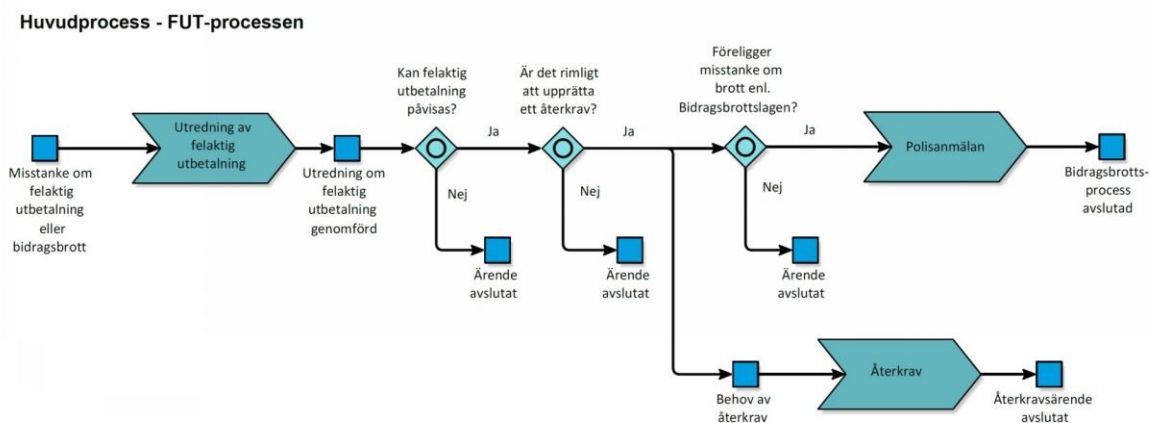 Huvudprocess - FUT-processen
Misstanke om
felaktig
utbetalning
eller
bidragsbrott
Utredning av
felaktig
utbetalning
Utredning om
felaktig
utbetalning
genomförd
Kan felaktig
utbetalning
påvisas?
Ja
Nej
Ärende
avslutat
Är det rimligt
att upprätta
ett återkrav?
Ja
Nej
Ärende
avslutat
Föreligger
misstanke om
brott enl.
Bidragsbrottslagen?
Ja
Nej
Ärende
avslutat
Polisanmälan
Bidragsbrotts-
process
avslutad
Behov av
återkrav
Återkrav
Återkravsärende
avslutat